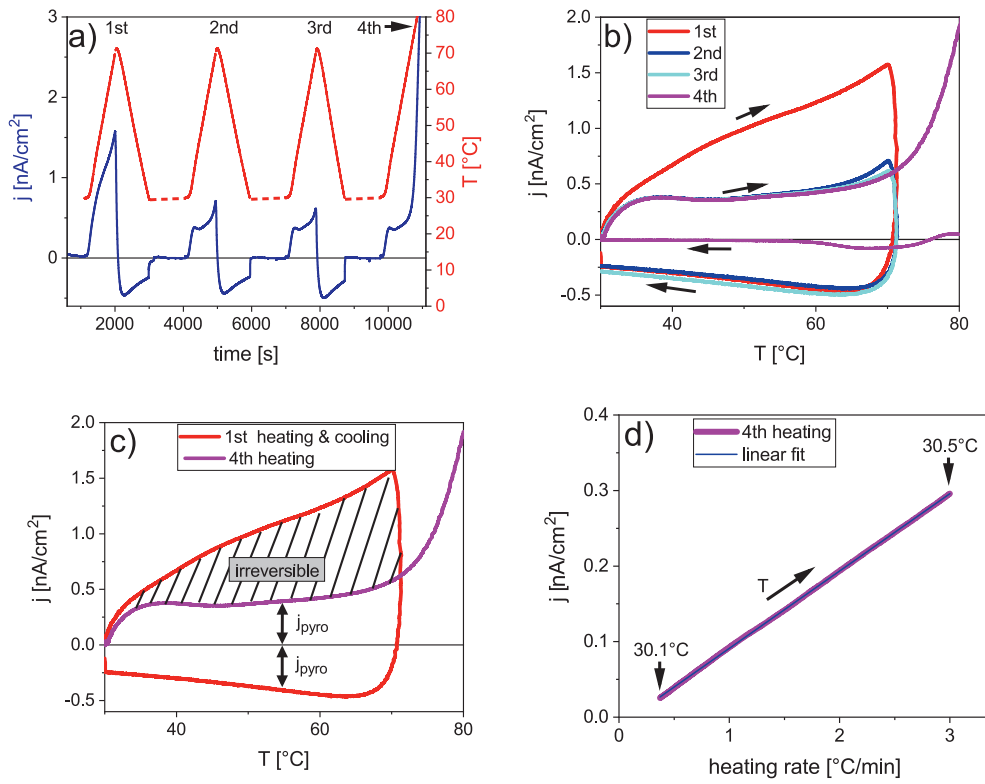 a)
1st
2nd
3rd
4th
3
2
1
0
j [nA/cm²]
80
70
60
50
40
30
20
10
0
T [°C]
2000 4000 6000 8000 10000
time [s]
b)
1st
2nd
3rd
4th
2.0
1.5
1.0
0.5
0.0
-0.5
j [nA/cm²]
40 60 80
T [°C]
c)
1st heating & cooling
4th heating
irreversible
jpyro
jpyro
2.0
1.5
1.0
0.5
0.0
-0.5
j [nA/cm²]
40 60 80
T [°C]
d)
4th heating
linear fit
30.5°C
T
30.1°C
0.4
0.3
0.2
0.1
0.0
j [nA/cm²]
0 1 2 3
heating rate [°C/min]